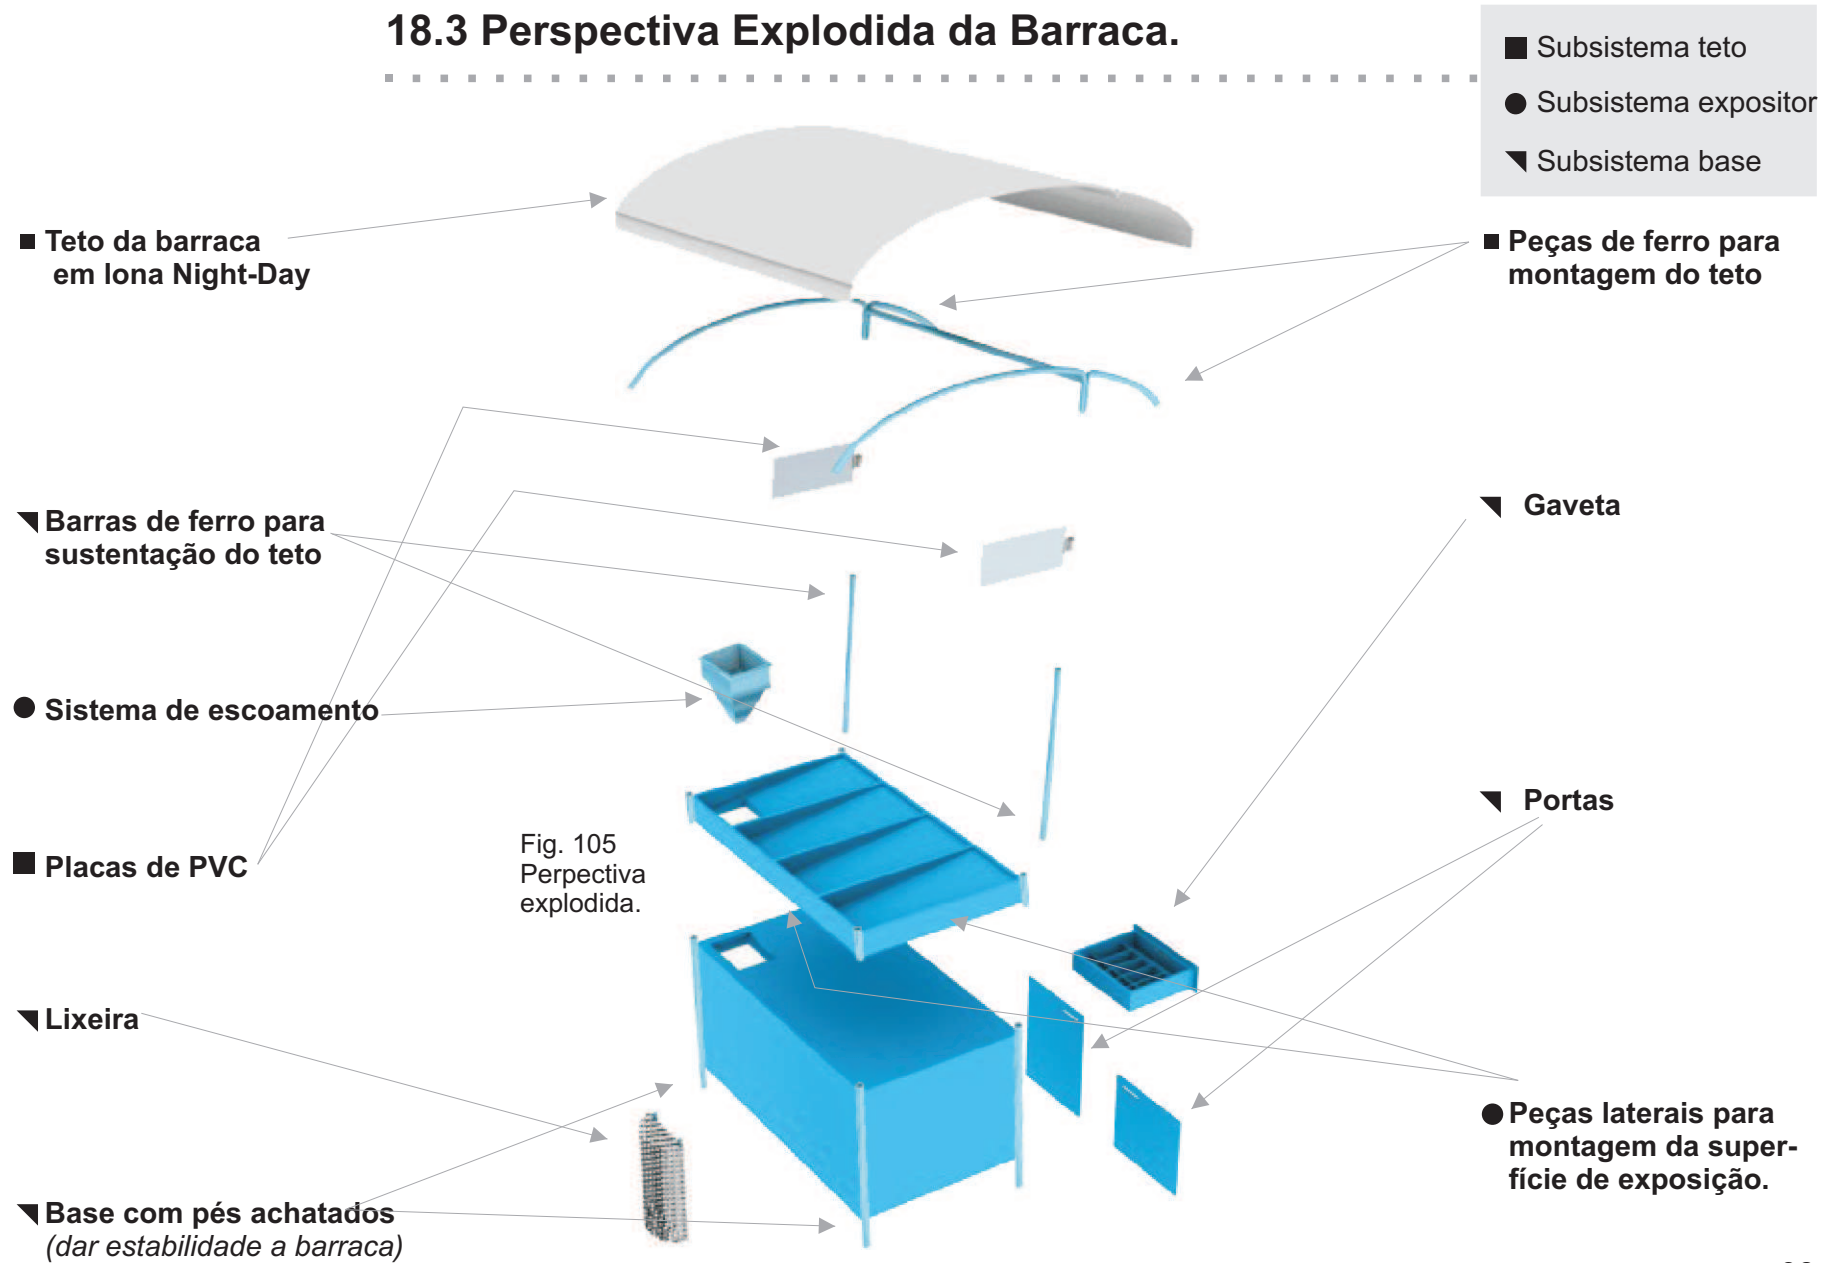 18.3 Perspectiva Explodida da Barraca.
Subsistema teto
Subsistema expositor
Subsistema base
Teto da barraca
em lona Night-Day
Peças de ferro para
montagem do teto
Barras de ferro para
sustentação do teto
Gaveta
Sistema de escoamento
Portas
Placas de PVC
Fig. 105
Perpectiva
explodida.
Lixeira
Peças laterais para
montagem da super-
fície de exposição.
Base com pés achatados
(dar estabilidade a barraca)